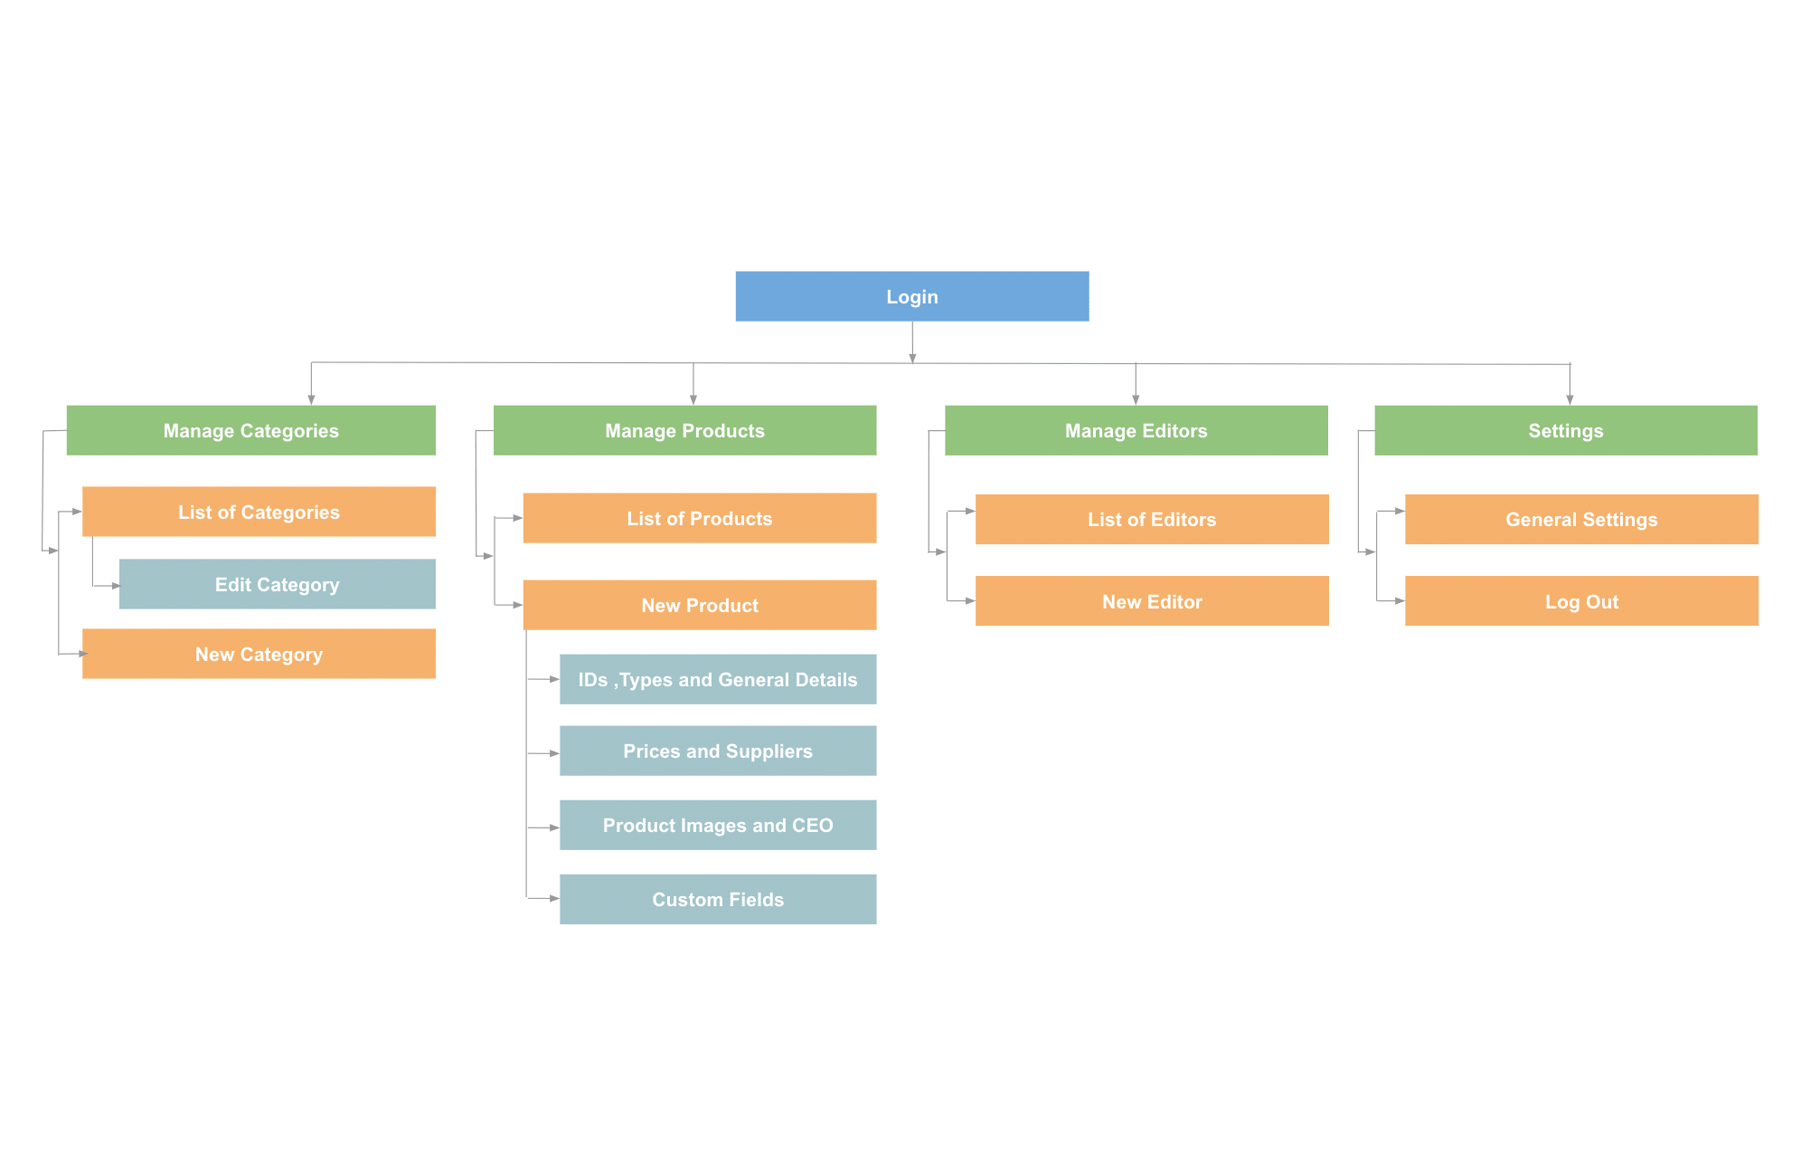 Login
Manage Categories
List of Categories
Edit Category
New Category
Manage Products
List of Products
New Product
IDs ,Types and General Details
Prices and Suppliers
Product Images and CEO
Custom Fields
Manage Editors
List of Editors
New Editor
Settings
General Settings
Log Out